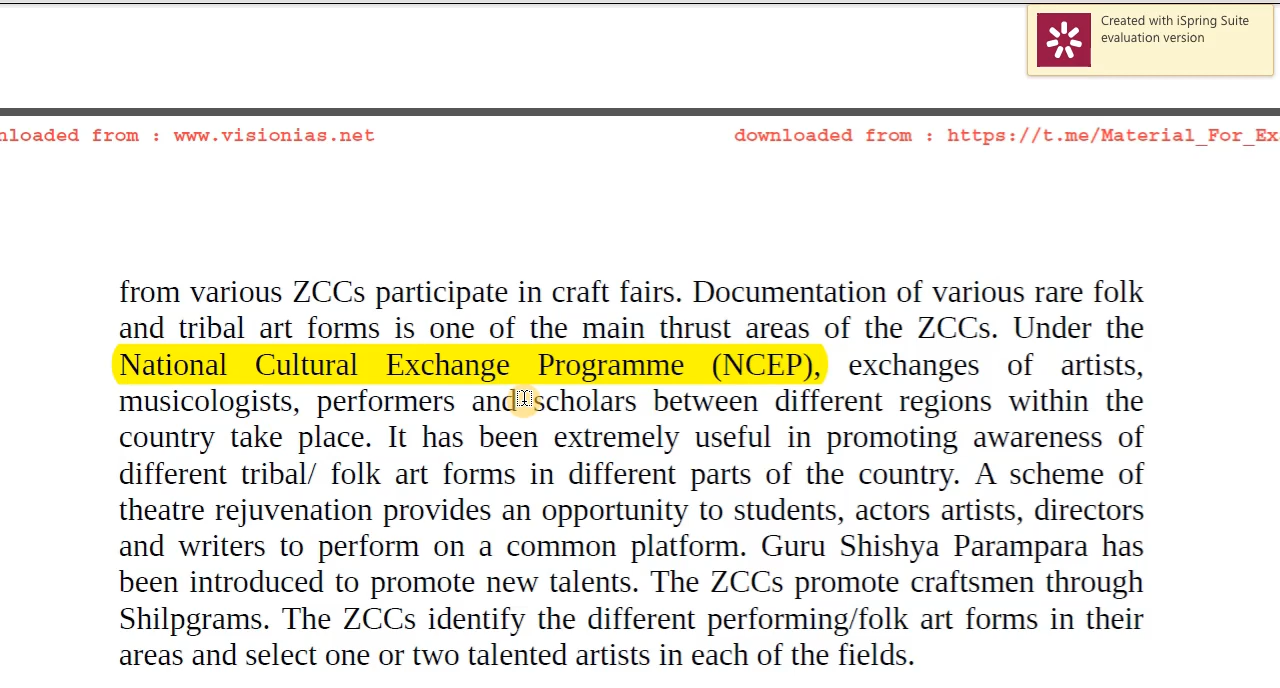 Created with iSpring Suite
evaluation version
nloaded from : www.visionias.net
downloaded from : https://t.me/Material_For_Ex
from various ZCCs participate in craft fairs. Documentation of various rare folk
and tribal art forms is one of the main thrust areas of the ZCCs. Under the
National Cultural Exchange Programme (NCEP), exchanges of artists,
musicologists, performers and scholars between different regions within the
country take place. It has been extremely useful in promoting awareness of
different tribal/ folk art forms in different parts of the country. A scheme of
theatre rejuvenation provides an opportunity to students, actors artists, directors
and writers to perform on a common platform. Guru Shishya Parampara has
been introduced to promote new talents. The ZCCs promote craftsmen through
Shilpgrams. The ZCCs identify the different performing/folk art forms in their
areas and select one or two talented artists in each of the fields.